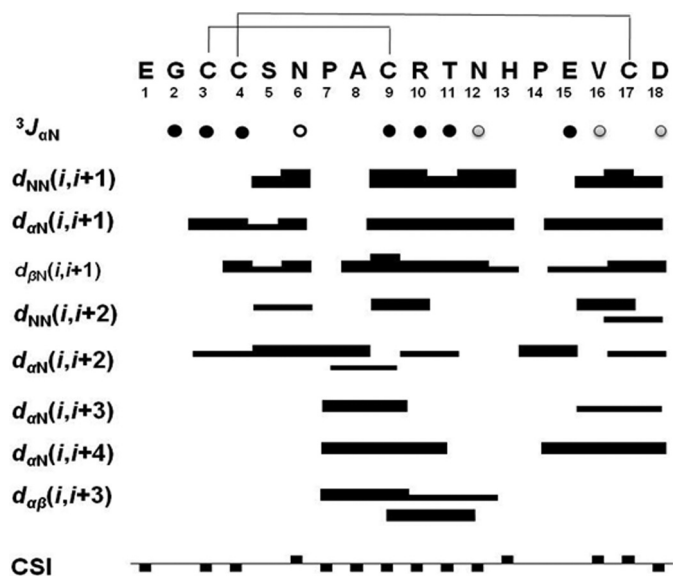 E G C C S N P A C R T N H P E V C D
1 2 3 4 5 6 7 8 9 10 11 12 13 14 15 16 17 18
³JαN
dNN(i,i+1)
dαN(i,i+1)
dβN(i,i+1)
dNN(i,i+2)
dαN(i,i+2)
dαN(i,i+3)
dαN(i,i+4)
dαβ(i,i+3)
CSI